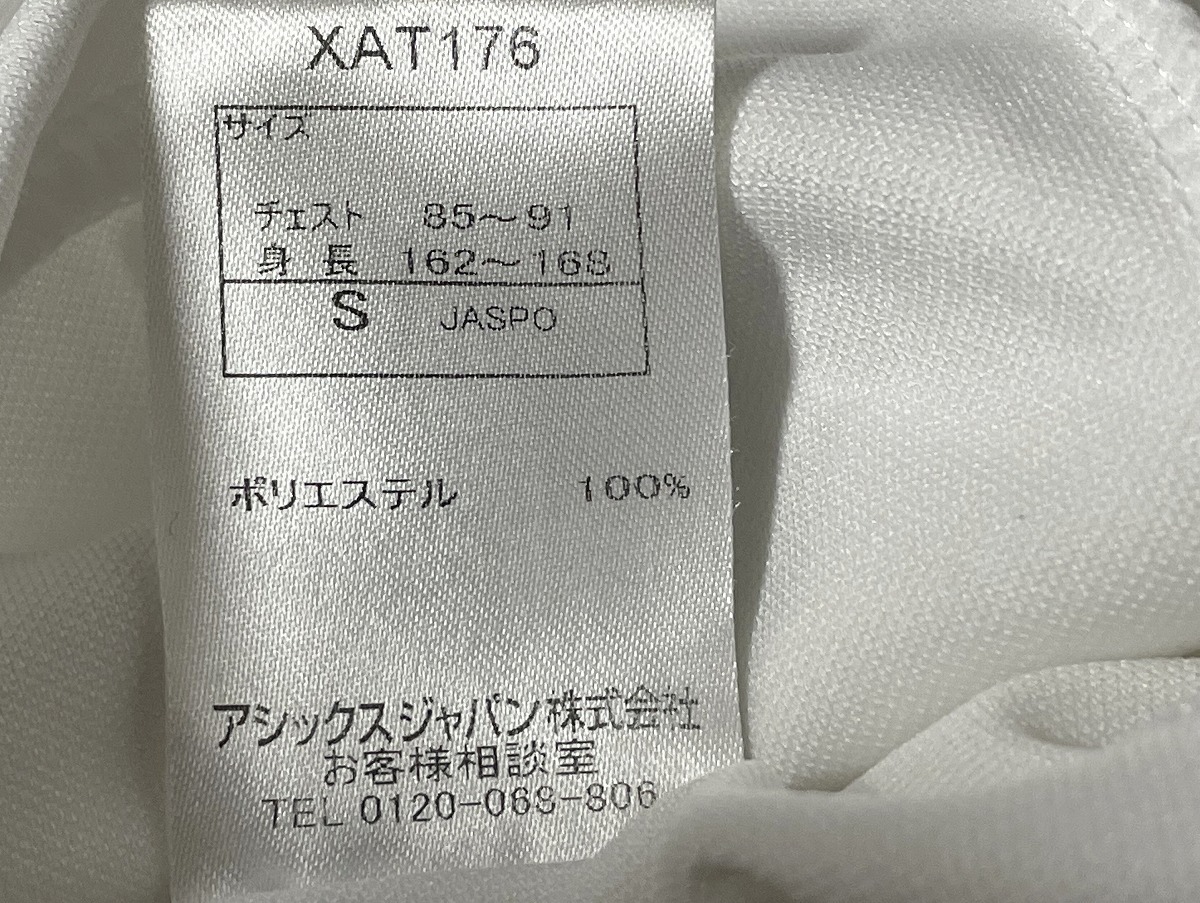 XAT176
サイズ
チェスト 85～91
身長 162～168
S JASPO
ポリエステル 100%
アシックスジャパン株式会社
お客様相談室
TEL 0120-068-806